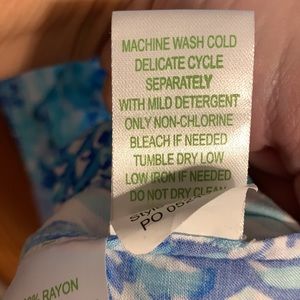 MACHINE WASH COLD
DELICATE CYCLE
SEPARATELY
WITH MILD DETERGENT
ONLY NON-CHLORINE
BLEACH IF NEEDED
TUMBLE DRY LOW
LOW IRON IF NEEDED
DO NOT DRY CLEAN
PO
% RAYON